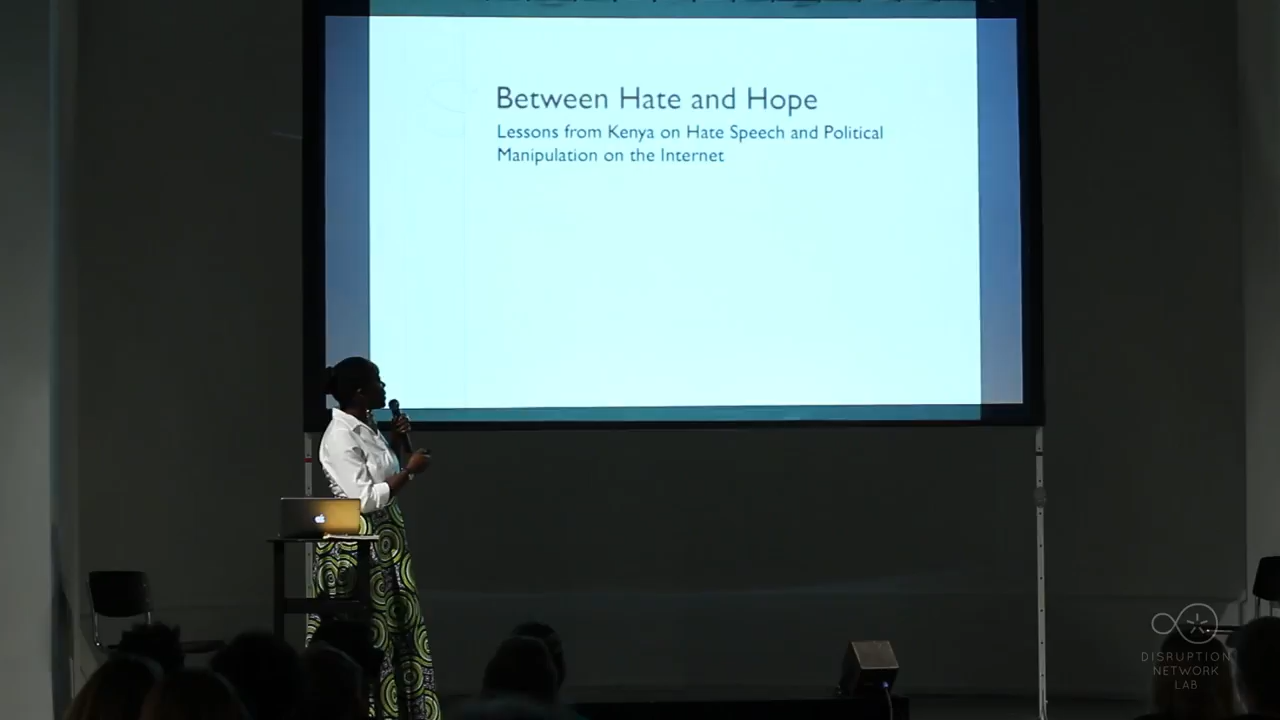 Between Hate and Hope
Lessons from Kenya on Hate Speech and Political
Manipulation on the Internet
DISRUPTION
NETWORK
LAB